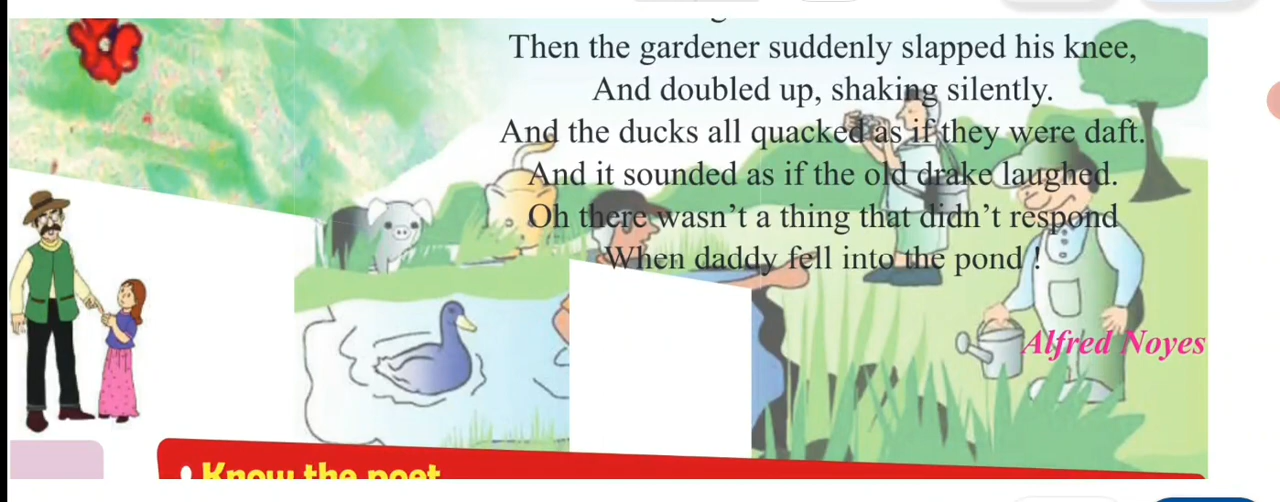 Then the gardener suddenly slapped his knee,
And doubled up, shaking silently.
And the ducks all quacked as if they were daft.
And it sounded as if the old drake laughed.
Oh there wasn't a thing that didn't respond
When daddy fell into the pond !
Alfred Noyes
• Know the poet